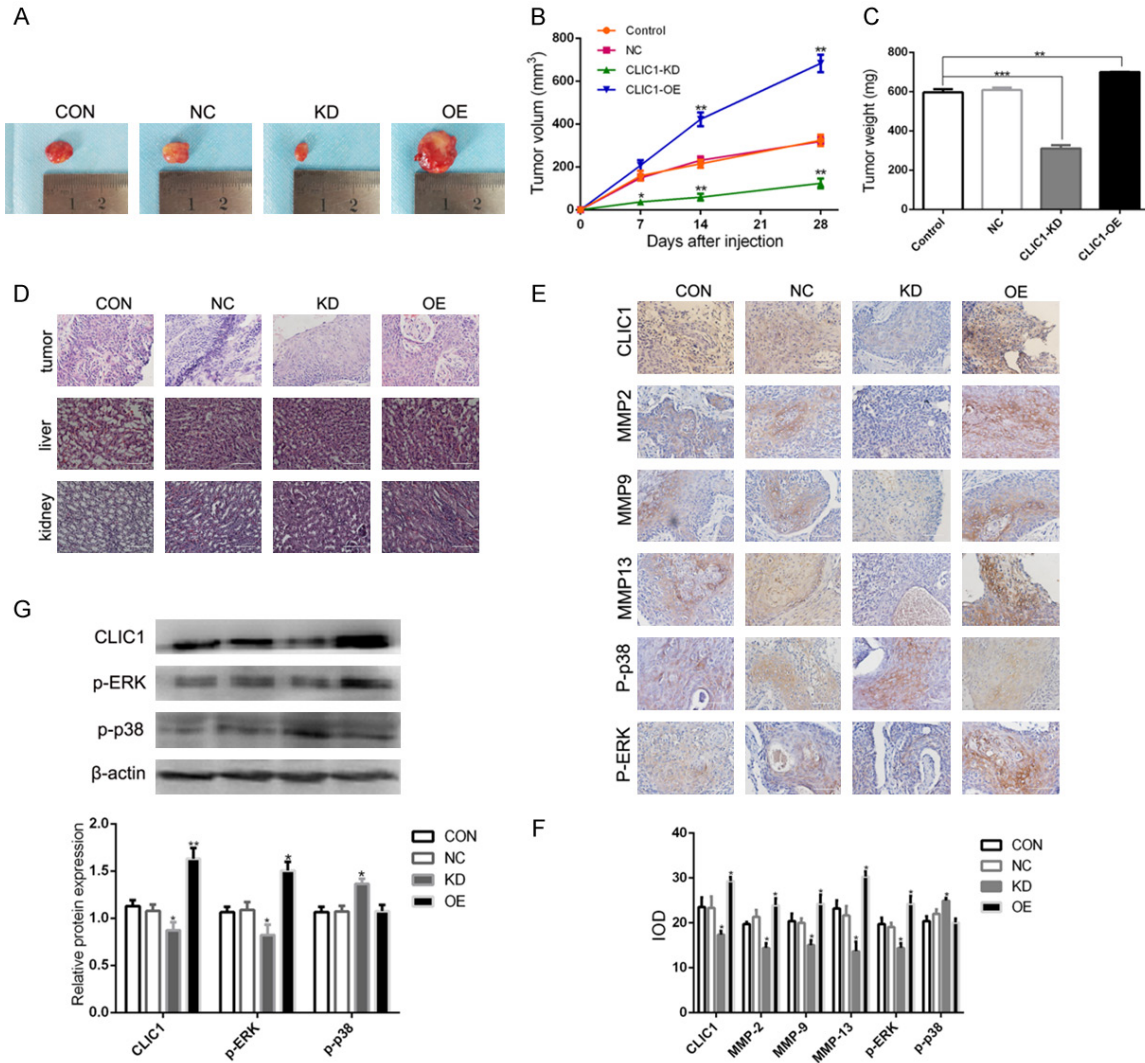 A
CON NC KD OE
1 2 1 2 1 2 1 2
B
Control
NC
CLIC1-KD
CLIC1-OE
Tumor volum (mm³)
800
600
400
200
0
0 7 14 21 28
Days after injection
* ** ** ** **
C
Tumor weight (mg)
800
600
400
200
0
**
***
Control NC CLIC1-KD CLIC1-OE
D
CON NC KD OE
tumor
liver
kidney
E
CON NC KD OE
CLIC1
MMP2
MMP9
MMP13
P-p38
P-ERK
G
CLIC1
p-ERK
p-p38
β-actin
Relative protein expression
2.0
1.5
1.0
0.5
0.0
* ** * * *
CON
NC
KD
OE
CLIC1 p-ERK p-p38
F
IOD
40
30
20
10
0
* * * * * * * * * * *
CON
NC
KD
OE
CLIC1 MMP-2 MMP-9 MMP-13 p-ERK p-p38